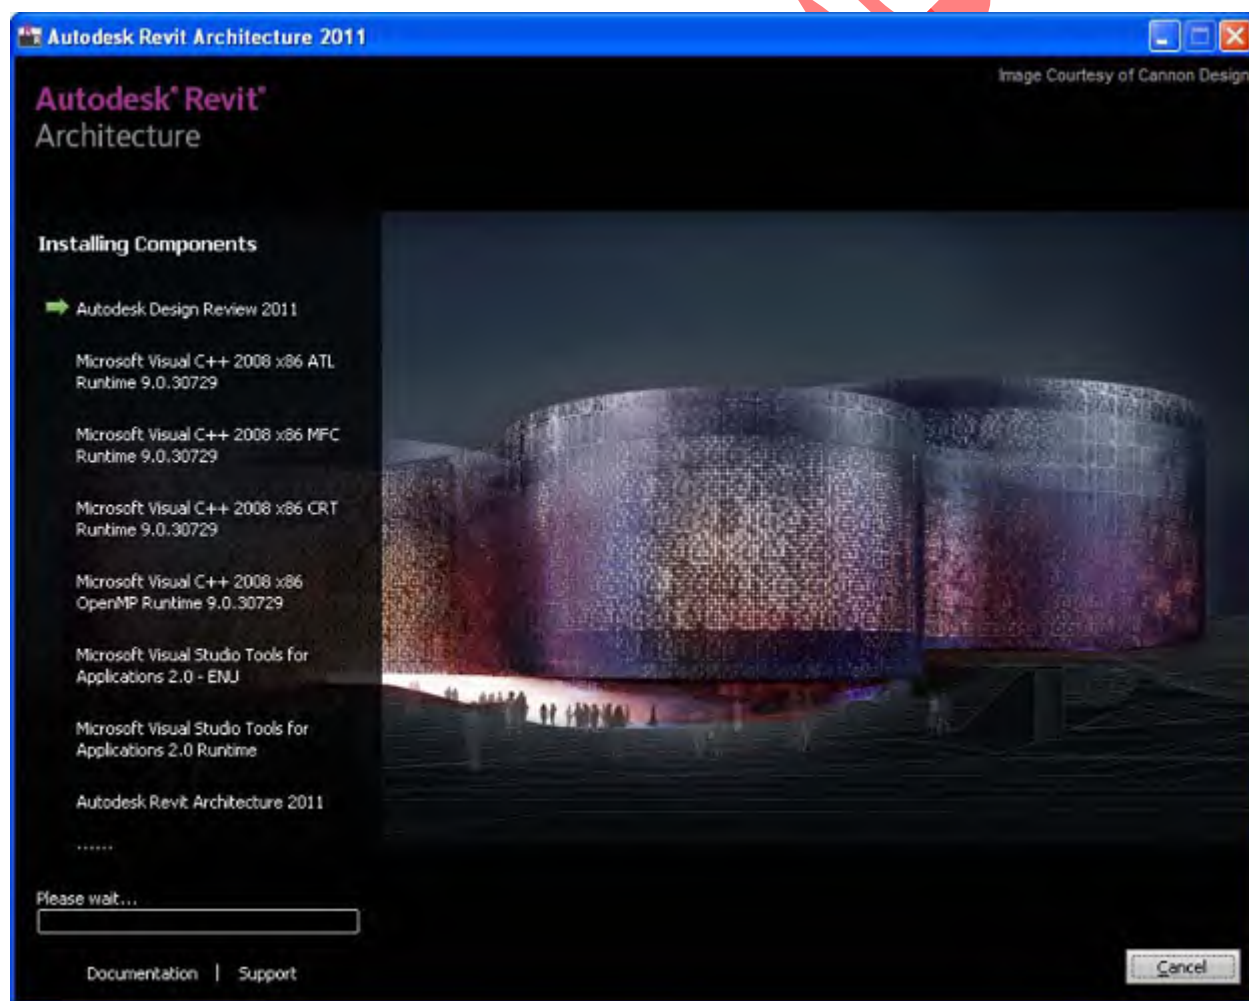 Autodesk Revit Architecture 2011
Image Courtesy of Cannon Design
Autodesk® Revit®
Architecture
Installing Components
Autodesk Design Review 2011
Microsoft Visual C++ 2008 x86 ATL
Runtime 9.0.30729
Microsoft Visual C++ 2008 x86 MFC
Runtime 9.0.30729
Microsoft Visual C++ 2008 x86 CRT
Runtime 9.0.30729
Microsoft Visual C++ 2008 x86
OpenMP Runtime 9.0.30729
Microsoft Visual Studio Tools for
Applications 2.0 - ENU
Microsoft Visual Studio Tools for
Applications 2.0 Runtime
Autodesk Revit Architecture 2011
......
Please wait...
Documentation | Support
Cancel